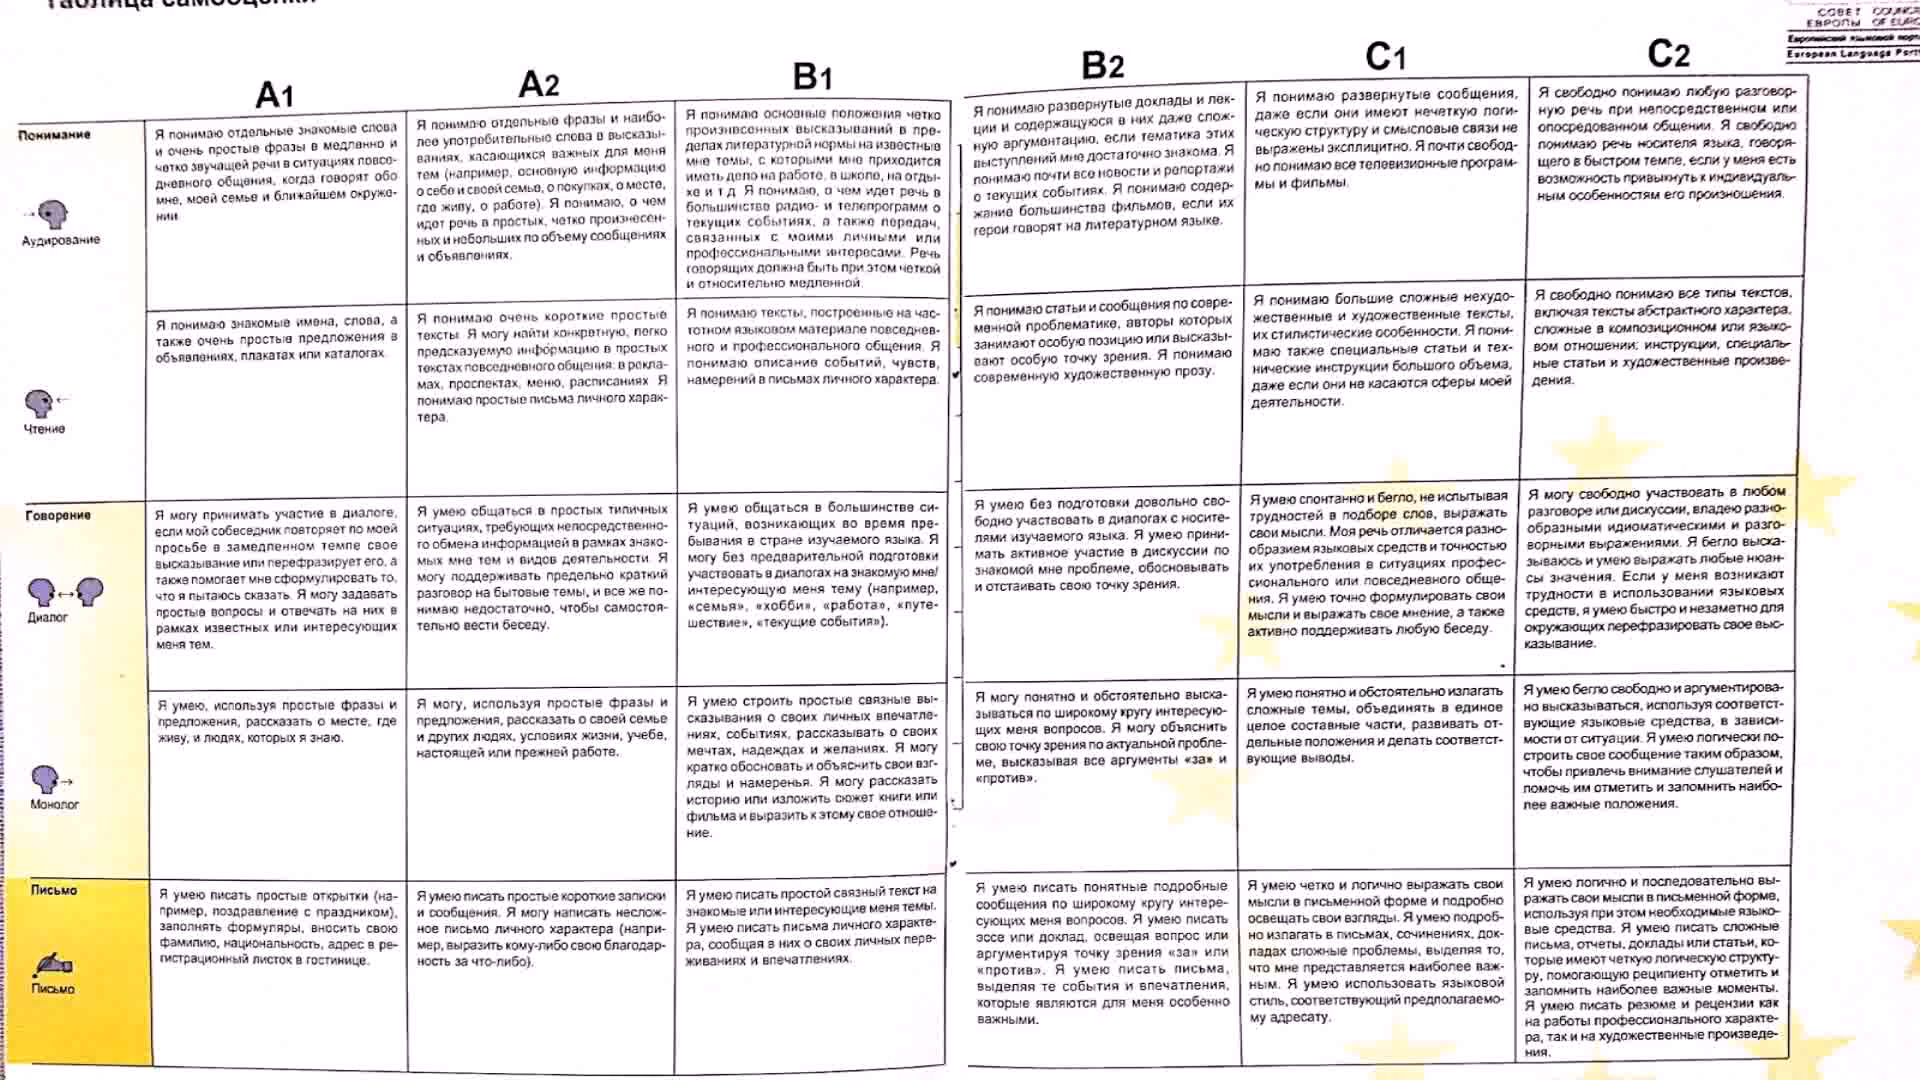 Таблица самооценки
СОВЕТ COUNCIL
ЕВРОПЫ OF EURO
Европейский языковой порт
European Language Port
A1
A2
B1
B2
C1
C2
Понимание
Аудирование
Я понимаю отдельные знакомые слова
и очень простые фразы в медленно и
четко звучащей речи в ситуациях повсе-
дневного общения, когда говорят обо
мне, моей семье и ближайшем окруже-
нии
Я понимаю отдельные фразы и наибо-
лее употребительные слова в высказы-
ваниях, касающихся важных для меня
тем (например, основную информацию
о себе и своей семье, о покупках, о месте,
где живу, о работе). Я понимаю, о чем
идет речь в простых, четко произнесен-
ных и небольших по объему сообщениях
и объявлениях.
Я понимаю основные положения четко
произнесенных высказываний в пре-
делах литературной нормы на известные
мне темы, с которыми мне приходится
иметь дело на работе, в школе, на отды-
хе и т д Я понимаю, о чем идет речь в
большинстве радио- и телепрограмм о
текущих событиях, а также передач,
связанных с моими личными или
профессиональными интересами. Речь
говорящих должна быть при этом четкой
и относительно медленной.
Я понимаю развернутые доклады и лек-
ции и содержащуюся в них даже слож-
ную аргументацию, если тематика этих
выступлений мне достаточно знакома. Я
понимаю почти все новости и репортажи
о текущих событиях. Я понимаю содер-
жание большинства фильмов, если их
герои говорят на литературном языке.
Я понимаю развернутые сообщения,
даже если они имеют нечеткую логи-
ческую структуру и смысловые связи не
выражены эксплицитно. Я почти свобод-
но понимаю все телевизионные програм-
мы и фильмы.
Я свободно понимаю любую разговор-
ную речь при непосредственном или
опосредованном общении. Я свободно
понимаю речь носителя языка, говоря-
щего в быстром темпе, если у меня есть
возможность привыкнуть к индивидуаль-
ным особенностям его произношения.
Чтение
Я понимаю знакомые имена, слова, а
также очень простые предложения в
объявлениях, плакатах или каталогах.
Я понимаю очень короткие простые
тексты. Я могу найти конкретную, легко
предсказуемую информацию в простых
текстах повседневного общения: в рекла-
мах, проспектах, меню, расписаниях Я
понимаю простые письма личного харак-
тера.
Я понимаю тексты, построенные на час-
тотном языковом материале повседнев-
ного и профессионального общения. Я
понимаю описание событий, чувств,
намерений в письмах личного характера.
Я понимаю статьи и сообщения по совре-
менной проблематике, авторы которых
занимают особую позицию или высказы-
вают особую точку зрения. Я понимаю
современную художественную прозу.
Я понимаю большие сложные нехудо-
жественные и художественные тексты,
их стилистические особенности. Я пони-
маю также специальные статьи и тех-
нические инструкции большого объема,
даже если они не касаются сферы моей
деятельности.
Я свободно понимаю все типы текстов,
включая тексты абстрактного характера,
сложные в композиционном или языко-
вом отношении: инструкции, специаль-
ные статьи и художественные произве-
дения.
Говорение
Диалог
Я могу принимать участие в диалоге,
если мой собеседник повторяет по моей
просьбе в замедленном темпе свое
высказывание или перефразирует его, а
также помогает мне сформулировать то,
что я пытаюсь сказать. Я могу задавать
простые вопросы и отвечать на них в
рамках известных или интересующих
меня тем.
Я умею общаться в простых типичных
ситуациях, требующих непосредственно-
го обмена информацией в рамках знако-
мых мне тем и видов деятельности. Я
могу поддерживать предельно краткий
разговор на бытовые темы, и все же по-
нимаю недостаточно, чтобы самостоя-
тельно вести беседу.
Я умею общаться в большинстве си-
туаций, возникающих во время пре-
бывания в стране изучаемого языка. Я
могу без предварительной подготовки
участвовать в диалогах на знакомую мне/
интересующую меня тему (например,
«семья», «хобби», «работа», «путе-
шествие», «текущие события»).
Я умею без подготовки довольно сво-
бодно участвовать в диалогах с носите-
лями изучаемого языка. Я умею прини-
мать активное участие в дискуссии по
знакомой мне проблеме, обосновывать
и отстаивать свою точку зрения.
Я умею спонтанно и бегло, не испытывая
трудностей в подборе слов, выражать
свои мысли. Моя речь отличается разно-
образием языковых средств и точностью
их употребления в ситуациях профес-
сионального или повседневного обще-
ния. Я умею точно формулировать свои
мысли и выражать свое мнение, а также
активно поддерживать любую беседу.
Я могу свободно участвовать в любом
разговоре или дискуссии, владею разно-
образными идиоматическими и разго-
ворными выражениями. Я бегло выска-
зываюсь и умею выражать любые нюан-
сы значения. Если у меня возникают
трудности в использовании языковых
средств, я умею быстро и незаметно для
окружающих перефразировать свое выс-
казывание.
Монолог
Я умею, используя простые фразы и
предложения, рассказать о месте, где
живу, и людях, которых я знаю.
Я могу, используя простые фразы и
предложения, рассказать о своей семье
и других людях, условиях жизни, учебе,
настоящей или прежней работе.
Я умею строить простые связные вы-
сказывания о своих личных впечатле-
ниях, событиях, рассказывать о своих
мечтах, надеждах и желаниях. Я могу
кратко обосновать и объяснить свои взг-
ляды и намеренья. Я могу рассказать
историю или изложить сюжет книги или
фильма и выразить к этому свое отноше-
ние.
Я могу понятно и обстоятельно выска-
зываться по широкому кругу интересую-
щих меня вопросов. Я могу объяснить
свою точку зрения по актуальной пробле-
ме, высказывая все аргументы «за» и
«против».
Я умею понятно и обстоятельно излагать
сложные темы, объединять в единое
целое составные части, развивать от-
дельные положения и делать соответст-
вующие выводы.
Я умею бегло свободно и аргументирова-
но высказываться, используя соответст-
вующие языковые средства, в зависи-
мости от ситуации. Я умею логически по-
строить свое сообщение таким образом,
чтобы привлечь внимание слушателей и
помочь им отметить и запомнить наибо-
лее важные положения.
Письмо
Письмо
Я умею писать простые открытки (на-
пример, поздравление с праздником),
заполнять формуляры, вносить свою
фамилию, национальность, адрес в ре-
гистрационный листок в гостинице.
Я умею писать простые короткие записки
и сообщения. Я могу написать неслож-
ное письмо личного характера (напри-
мер, выразить кому-либо свою благодар-
ность за что-либо).
Я умею писать простой связный текст на
знакомые или интересующие меня темы.
Я умею писать письма личного характе-
ра, сообщая в них о своих личных пере-
живаниях и впечатлениях.
Я умею писать понятные подробные
сообщения по широкому кругу интере-
сующих меня вопросов. Я умею писать
эссе или доклад, освещая вопрос или
аргументируя точку зрения «за» или
«против». Я умею писать письма,
выделяя те события и впечатления,
которые являются для меня особенно
важными.
Я умею четко и логично выражать свои
мысли в письменной форме и подробно
освещать свои взгляды. Я умею подроб-
но излагать в письмах, сочинениях, док-
ладах сложные проблемы, выделяя то,
что мне представляется наиболее важ-
ным. Я умею использовать языковой
стиль, соответствующий предполагаемо-
му адресату.
Я умею логично и последовательно вы-
ражать свои мысли в письменной форме,
используя при этом необходимые языко-
вые средства. Я умею писать сложные
письма, отчеты, доклады или статьи, ко-
торые имеют четкую логическую структу-
ру, помогающую реципиенту отметить и
запомнить наиболее важные моменты.
Я умею писать резюме и рецензии как
на работы профессионального характе-
ра, так и на художественные произведе-
ния.